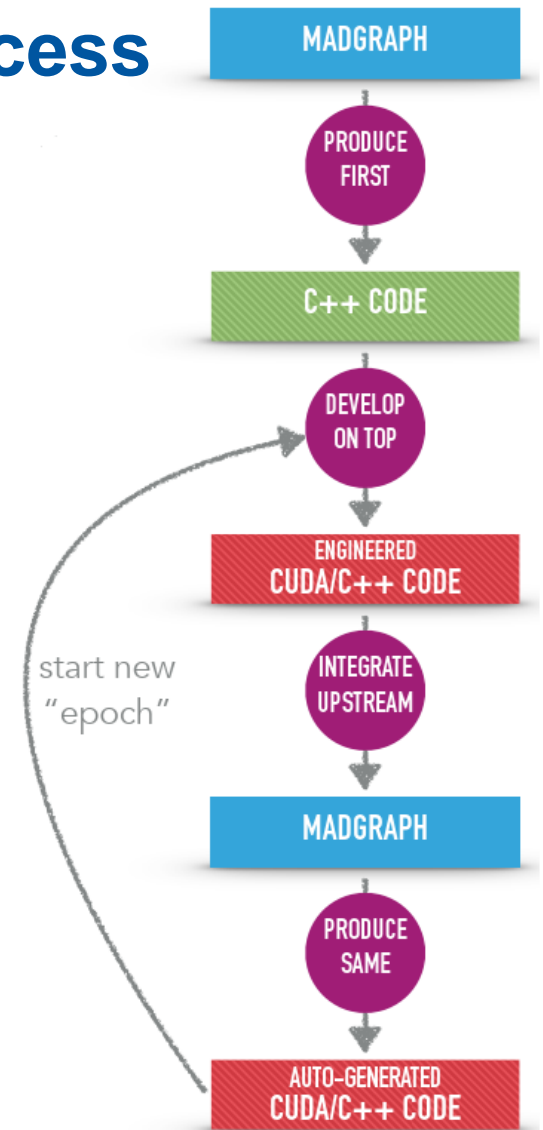 cess
MADGRAPH
PRODUCE
FIRST
C++ CODE
DEVELOP
ON TOP
ENGINEERED
CUDA/C++ CODE
start new
“epoch”
INTEGRATE
UPSTREAM
MADGRAPH
PRODUCE
SAME
AUTO-GENERATED
CUDA/C++ CODE